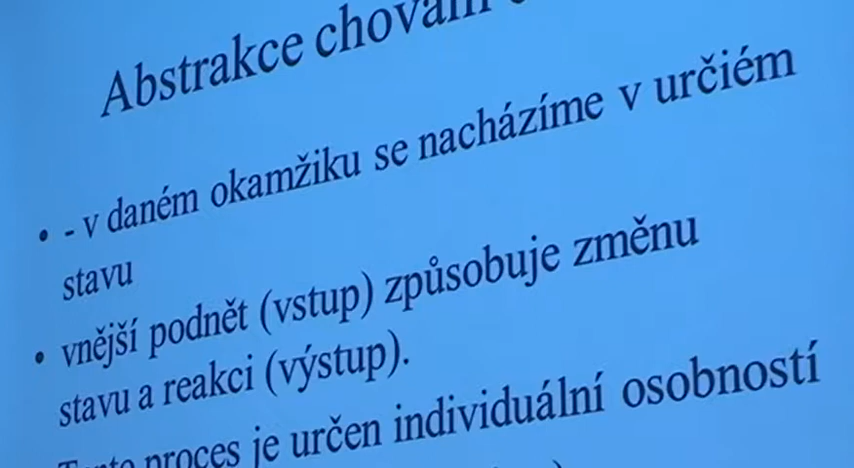 Abstrakce chování
• - v daném okamžiku se nacházíme v určiém
stavu
• vnější podnět (vstup) způsobuje změnu
stavu a reakci (výstup).
proces je určen individuální osobností